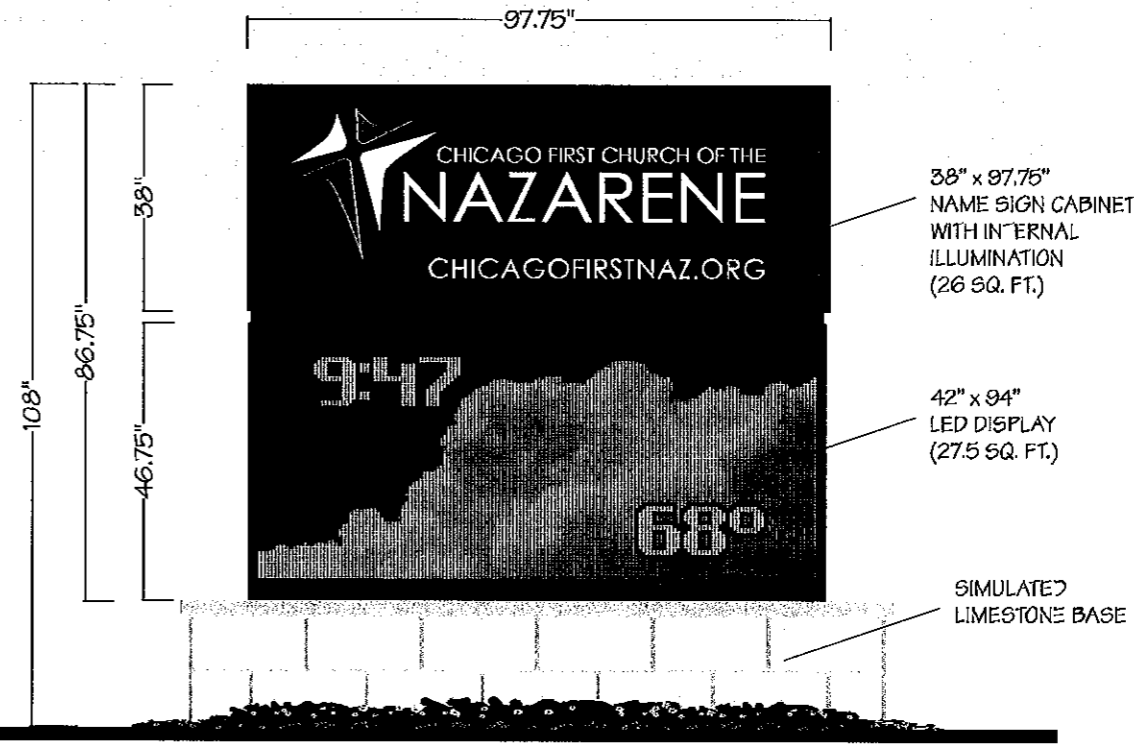 97.75"
108"
86.75"
38"
46.75"
CHICAGO FIRST CHURCH OF THE
NAZARENE
CHICAGOFIRSTNAZ.ORG
9:47
68°
38" x 97.75"
NAME SIGN CABINET
WITH INTERNAL
ILLUMINATION
(26 SQ. FT.)
42" x 94"
LED DISPLAY
(27.5 SQ. FT.)
SIMULATED
LIMESTONE BASE